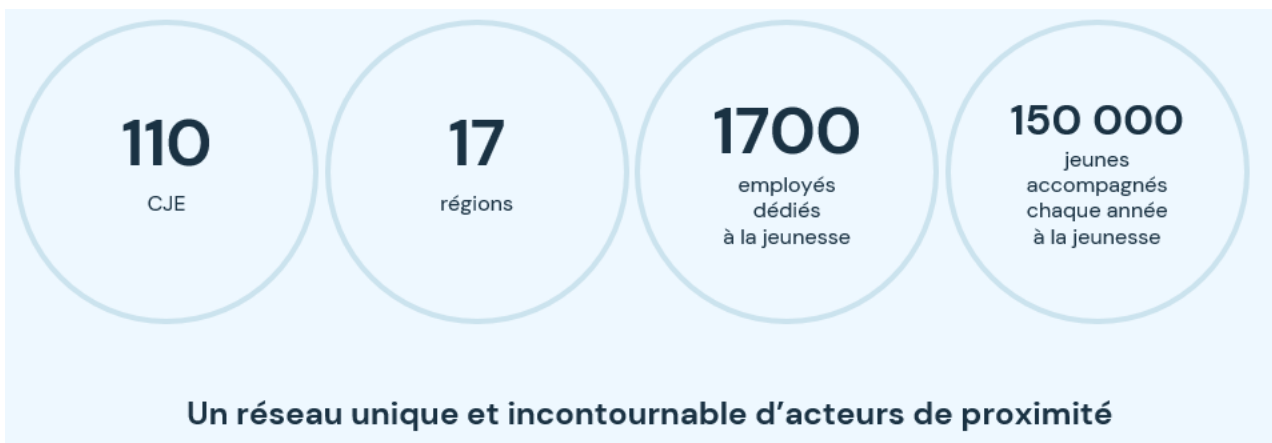 110
CJE
17
régions
1700
employés
dédiés
à la jeunesse
150 000
jeunes
accompagnés
chaque année
à la jeunesse
Un réseau unique et incontournable d’acteurs de proximité